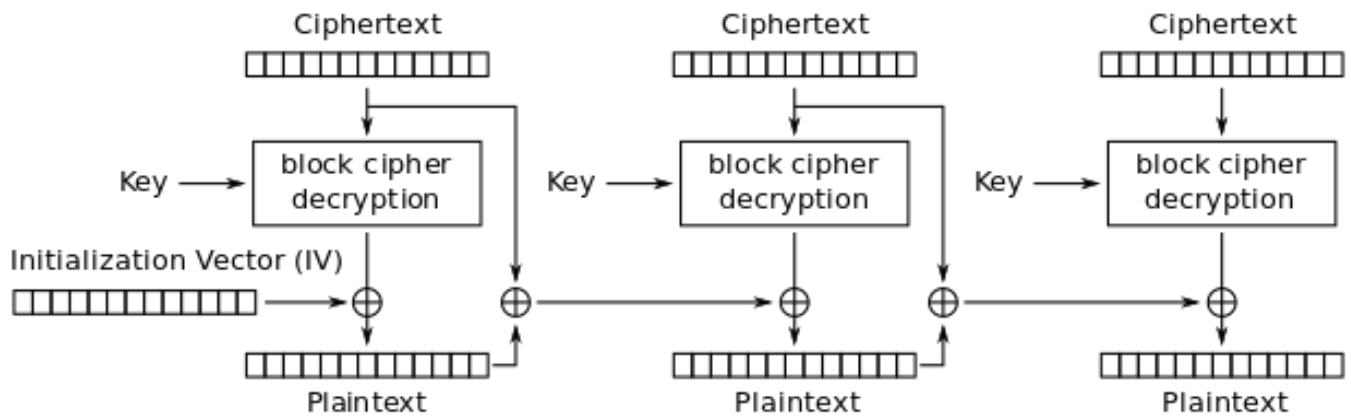 Ciphertext
Ciphertext
Ciphertext
Key
block cipher
decryption
Key
block cipher
decryption
Key
block cipher
decryption
Initialization Vector (IV)
Plaintext
Plaintext
Plaintext